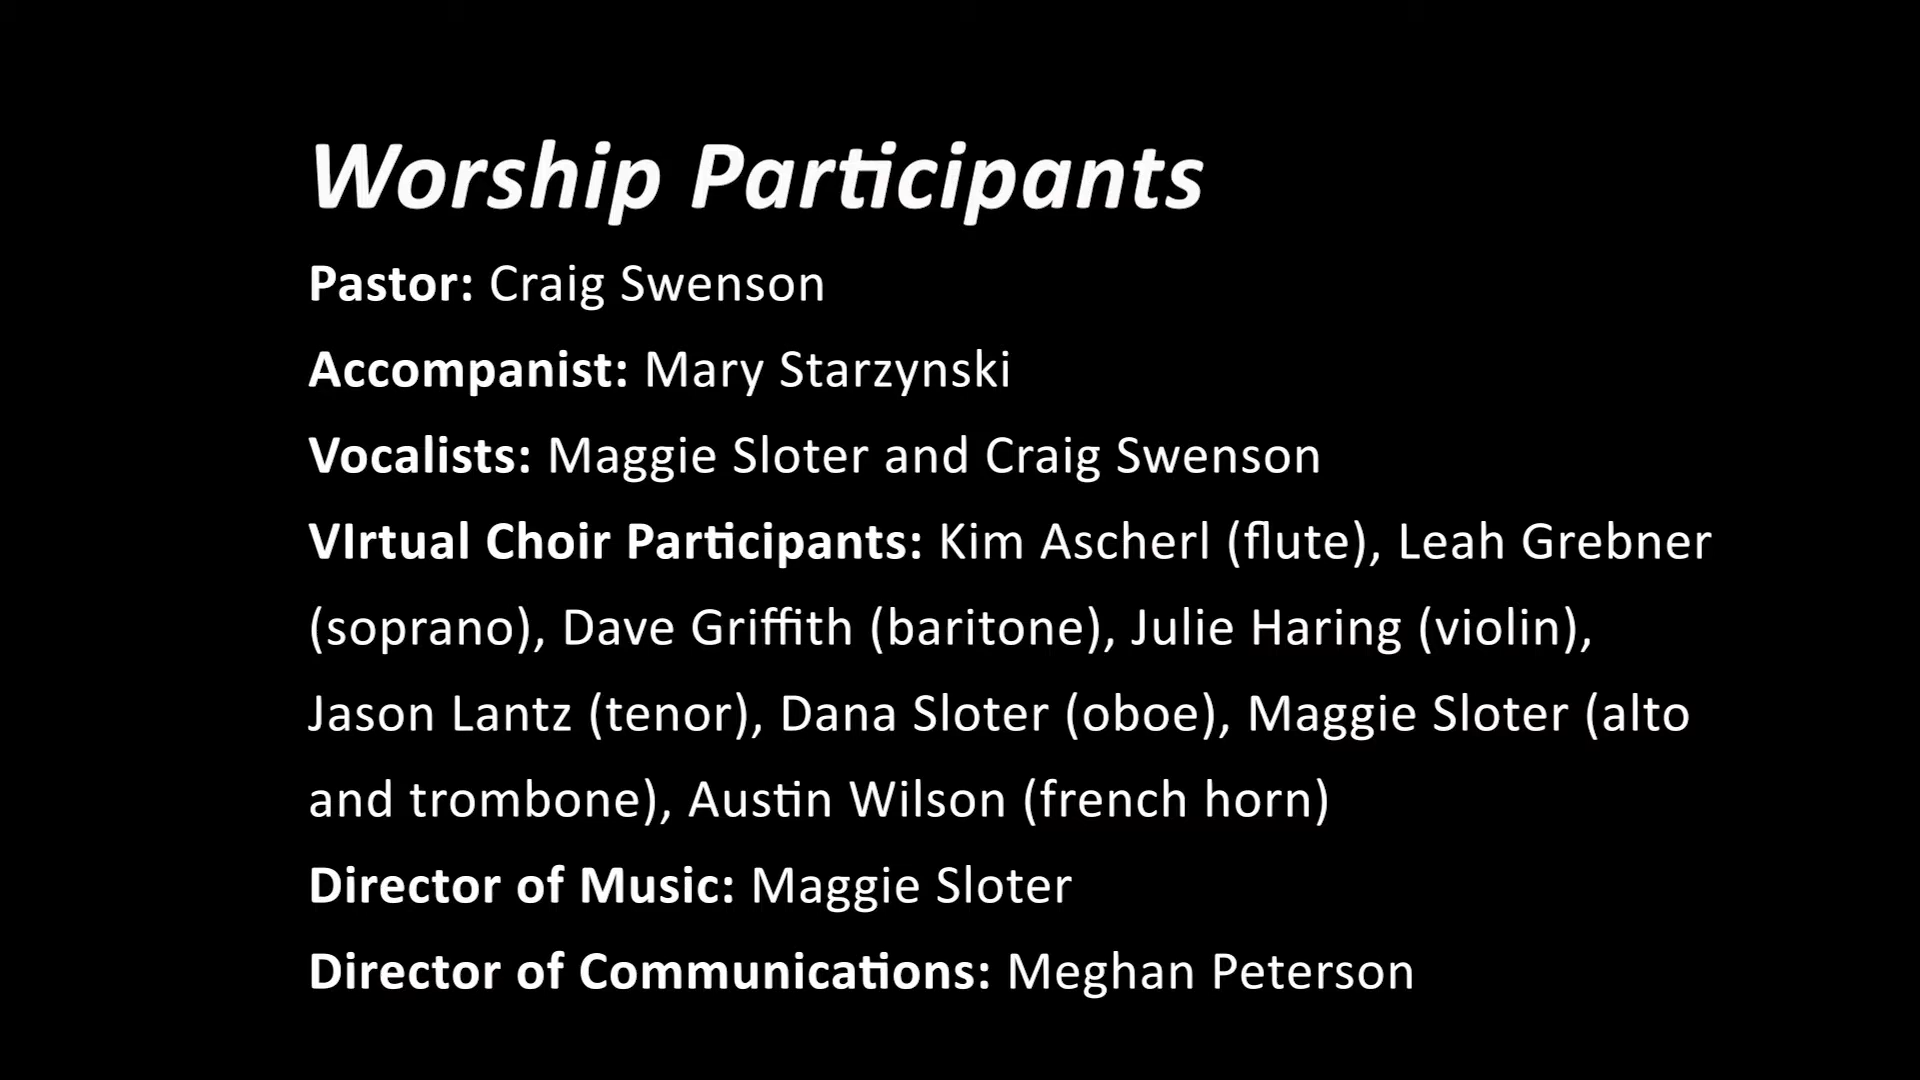 Worship Participants
Pastor: Craig Swenson
Accompanist: Mary Starzynski
Vocalists: Maggie Sloter and Craig Swenson
VIrtual Choir Participants: Kim Ascherl (flute), Leah Grebner
(soprano), Dave Griffith (baritone), Julie Haring (violin),
Jason Lantz (tenor), Dana Sloter (oboe), Maggie Sloter (alto
and trombone), Austin Wilson (french horn)
Director of Music: Maggie Sloter
Director of Communications: Meghan Peterson